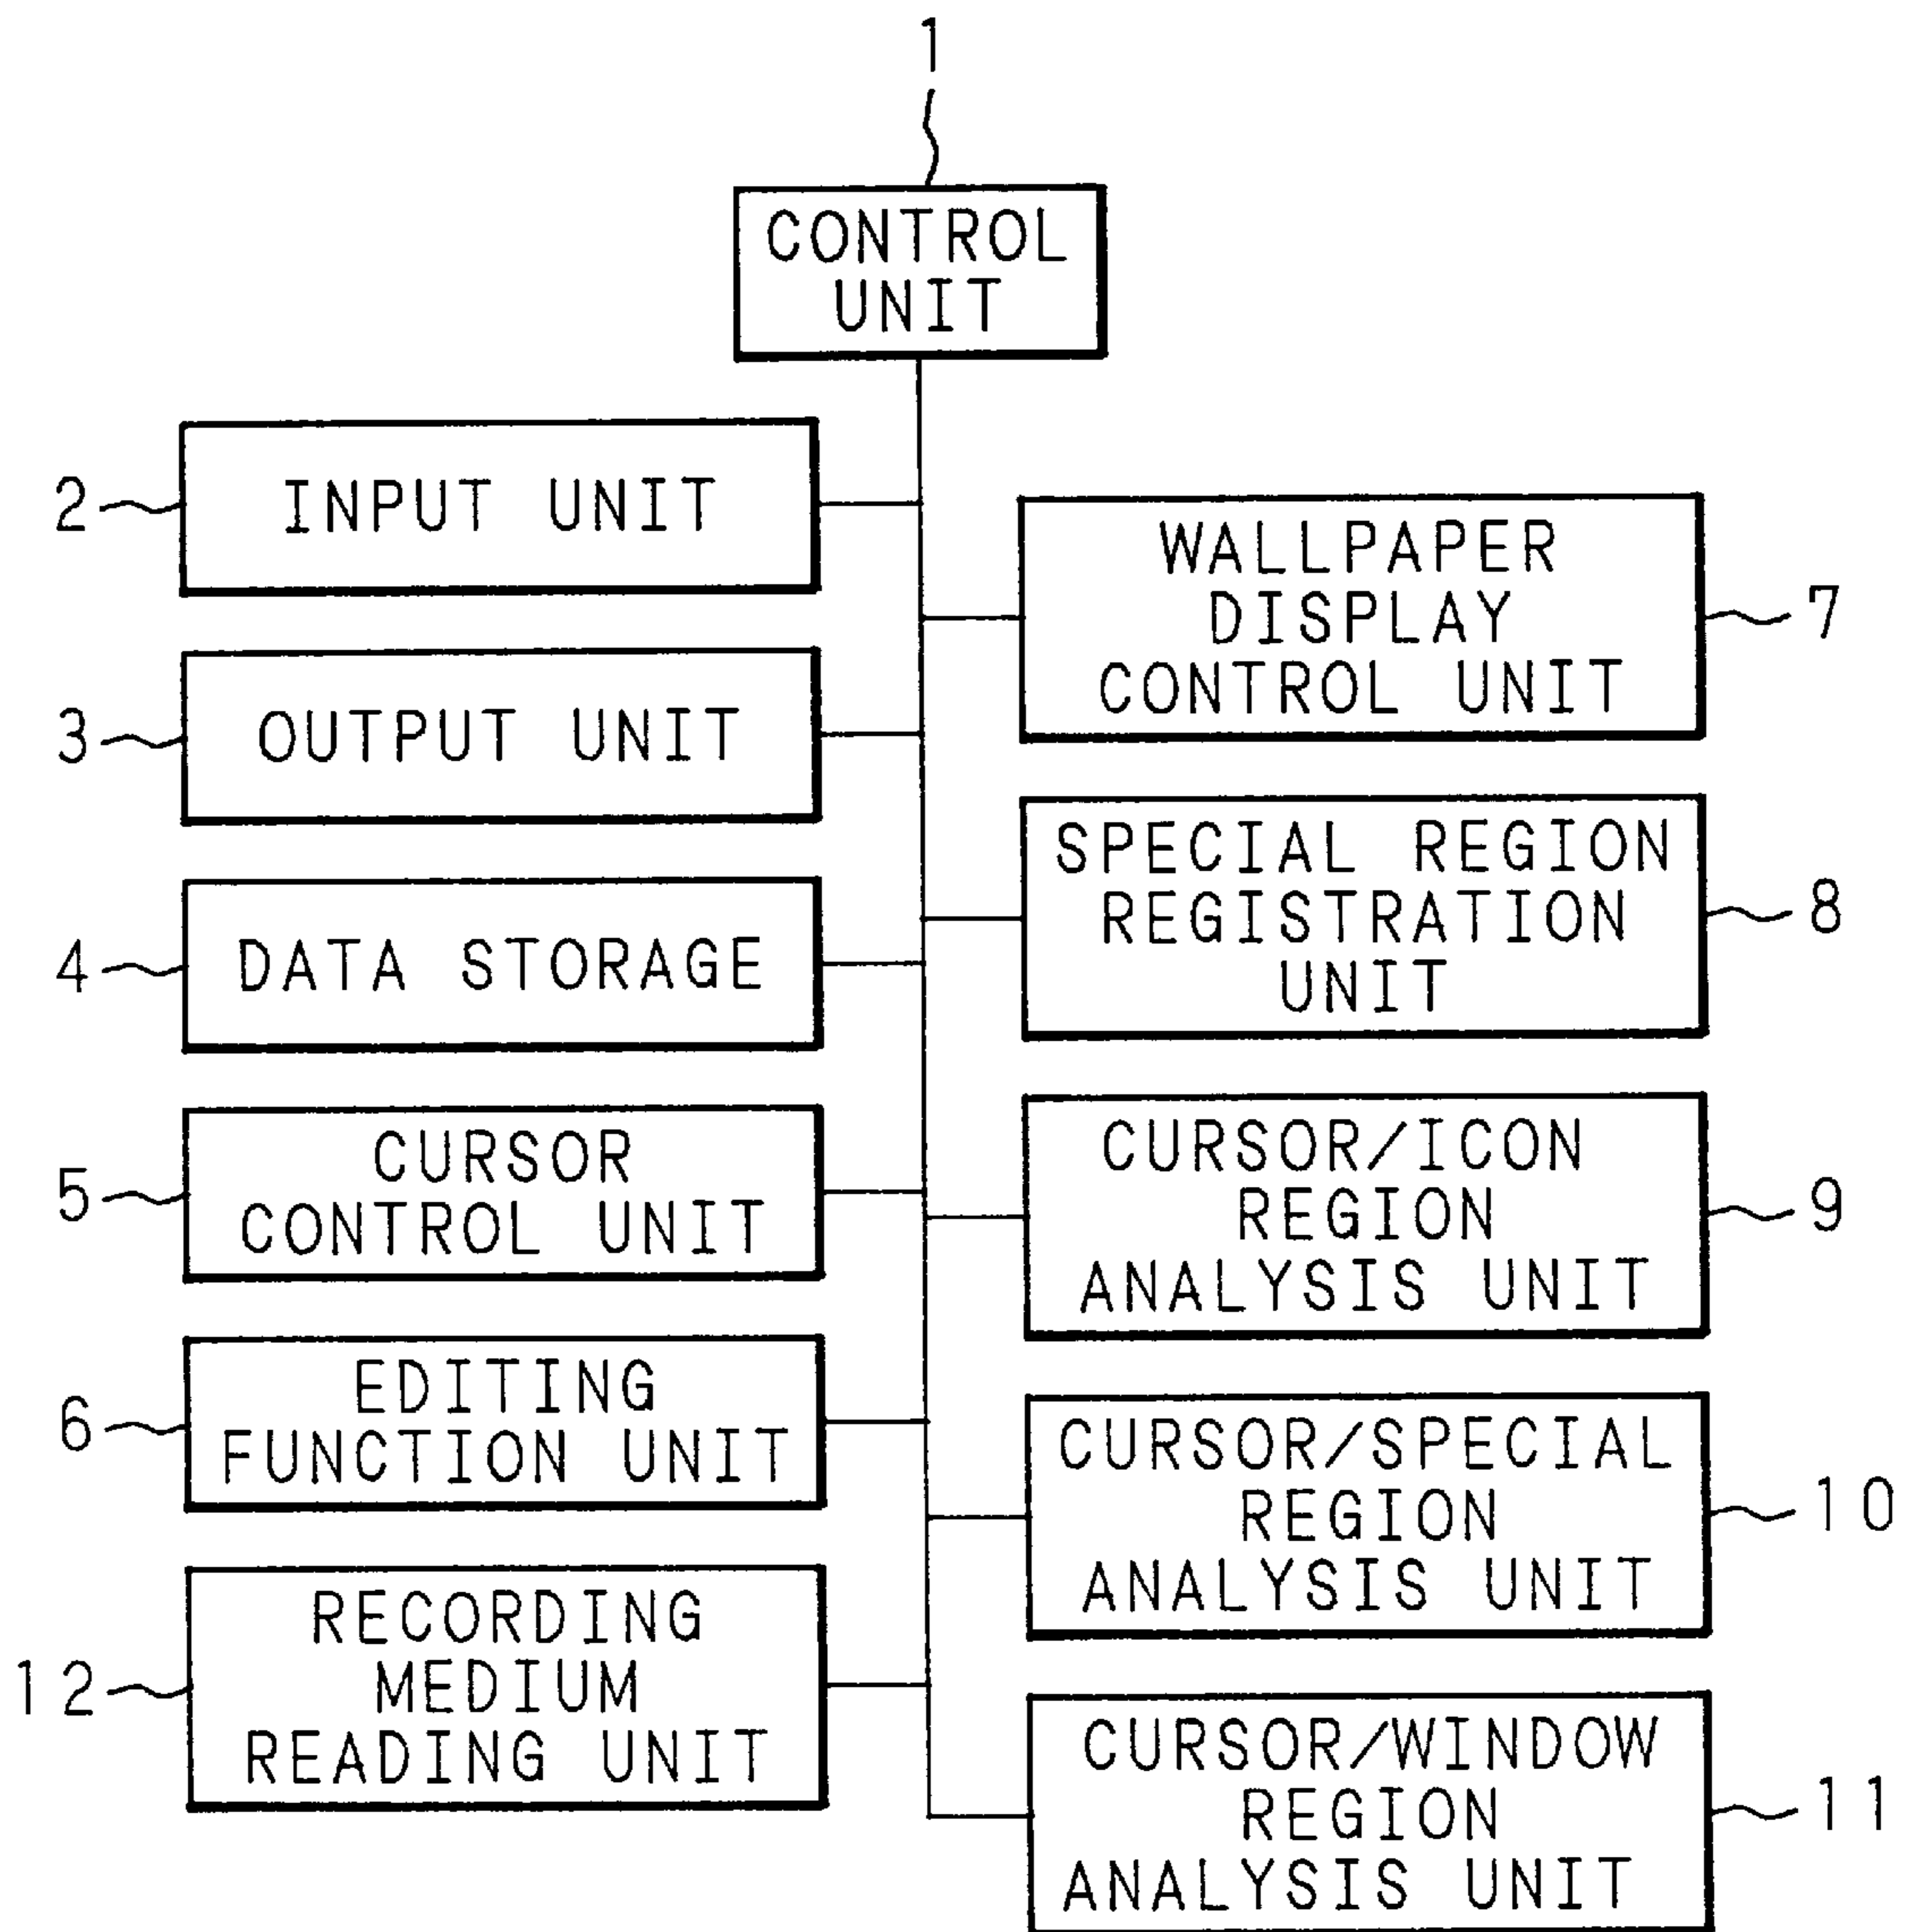 1
CONTROL
UNIT
2
INPUT UNIT
3
OUTPUT UNIT
4
DATA STORAGE
5
CURSOR
CONTROL UNIT
6
EDITING
FUNCTION UNIT
12
RECORDING
MEDIUM
READING UNIT
WALLPAPER
DISPLAY
CONTROL UNIT
7
SPECIAL REGION
REGISTRATION
UNIT
8
CURSOR/ICON
REGION
ANALYSIS UNIT
9
CURSOR/SPECIAL
REGION
ANALYSIS UNIT
10
CURSOR/WINDOW
REGION
ANALYSIS UNIT
11